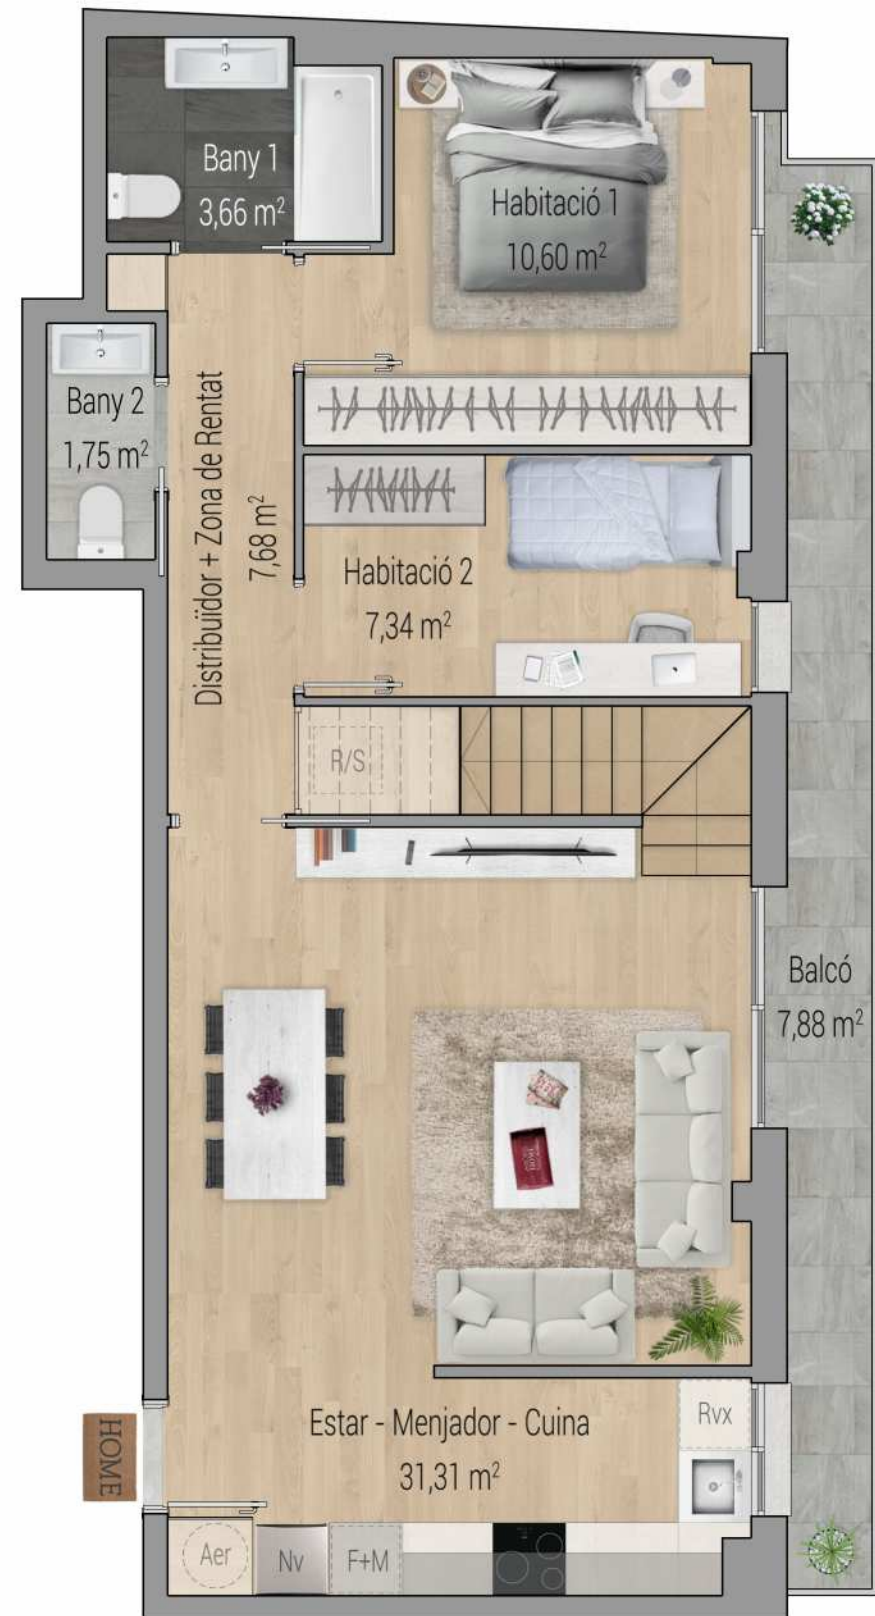 Bany 1
3,66 m²
Habitació 1
10,60 m²
Bany 2
1,75 m²
Distribuïdor + Zona de Rentat
7,68 m²
Habitació 2
7,34 m²
R/S
Balcó
7,88 m²
Estar - Menjador - Cuina
31,31 m²
Rvx
HOME
Aer
Nv
F+M